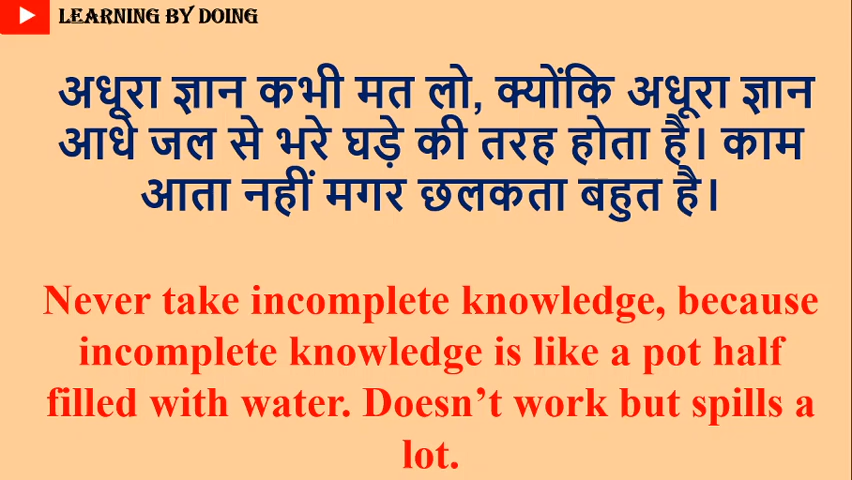 LEARNING BY DOING
अधूरा ज्ञान कभी मत लो, क्योंकि अधूरा ज्ञान
आधे जल से भरे घड़े की तरह होता है। काम
आता नहीं मगर छलकता बहुत है।
Never take incomplete knowledge, because
incomplete knowledge is like a pot half
filled with water. Doesn’t work but spills a
lot.